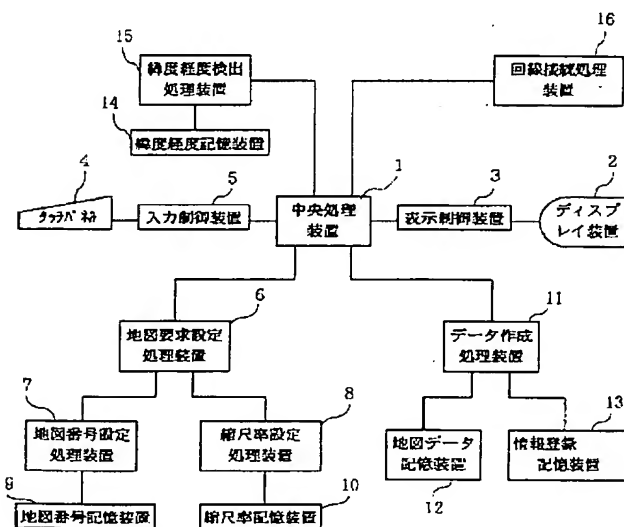 15
緯度経度検出
処理装置
16
回線接続処理
装置
14
緯度経度記憶装置
4
タッチパネル
5
入力制御装置
1
中央処理
装置
3
表示制御装置
2
ディスプ
レイ装置
6
地図要求設定
処理装置
11
データ作成
処理装置
7
地図番号設定
処理装置
8
縮尺率設定
処理装置
地図データ
記憶装置
12
13
情報登録
記憶装置
9
地図番号記憶装置
10
縮尺率記憶装置